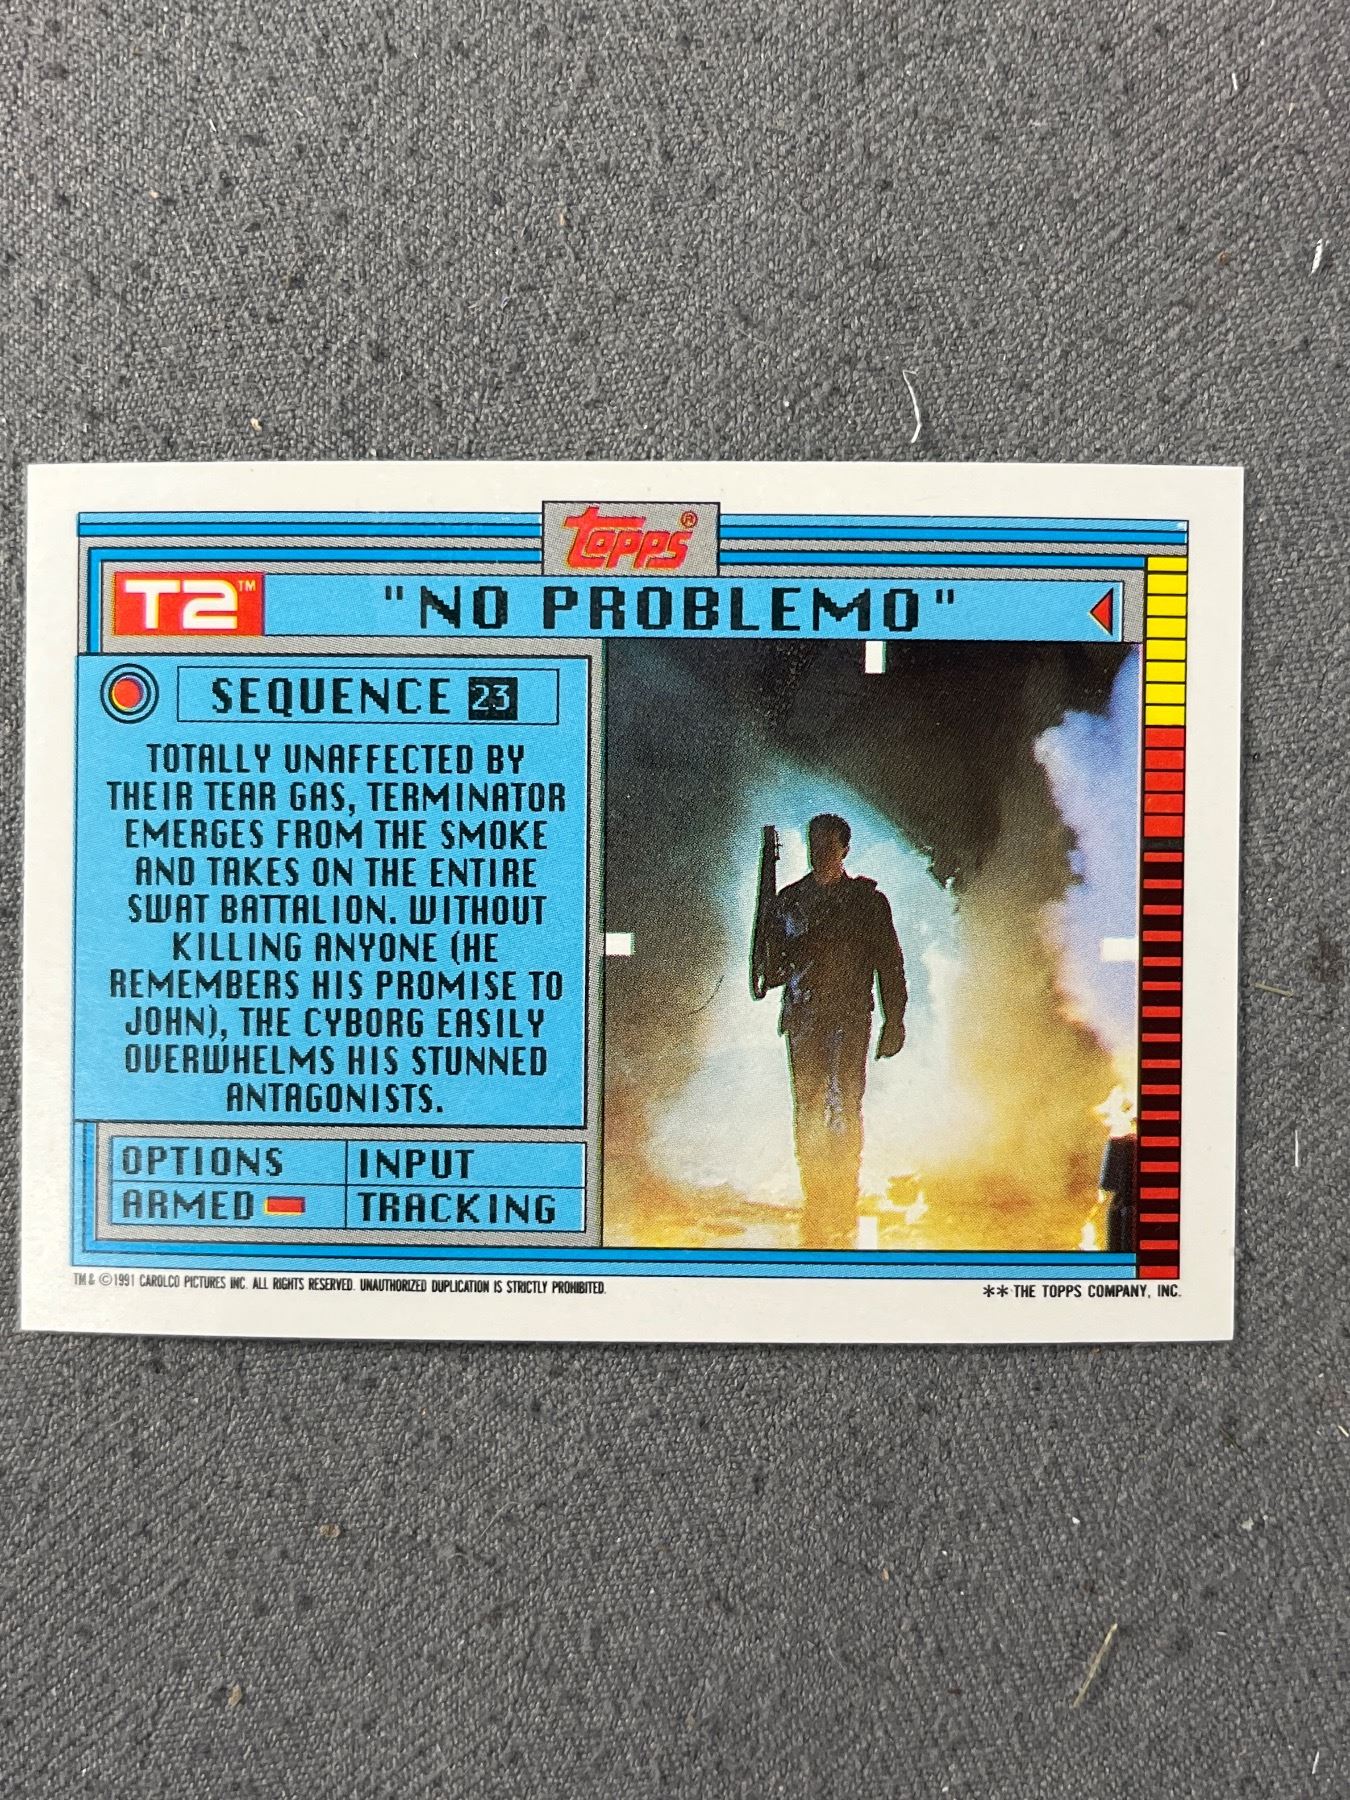 topps®
T2™
"NO PROBLEMO"
SEQUENCE 23
TOTALLY UNAFFECTED BY
THEIR TEAR GAS, TERMINATOR
EMERGES FROM THE SMOKE
AND TAKES ON THE ENTIRE
SWAT BATTALION. WITHOUT
KILLING ANYONE (HE
REMEMBERS HIS PROMISE TO
JOHN), THE CYBORG EASILY
OVERWHELMS HIS STUNNED
ANTAGONISTS.
OPTIONS INPUT
ARMED TRACKING
TM & ©1991 CAROLCO PICTURES INC. ALL RIGHTS RESERVED. UNAUTHORIZED DUPLICATION IS STRICTLY PROHIBITED.
** THE TOPPS COMPANY, INC.